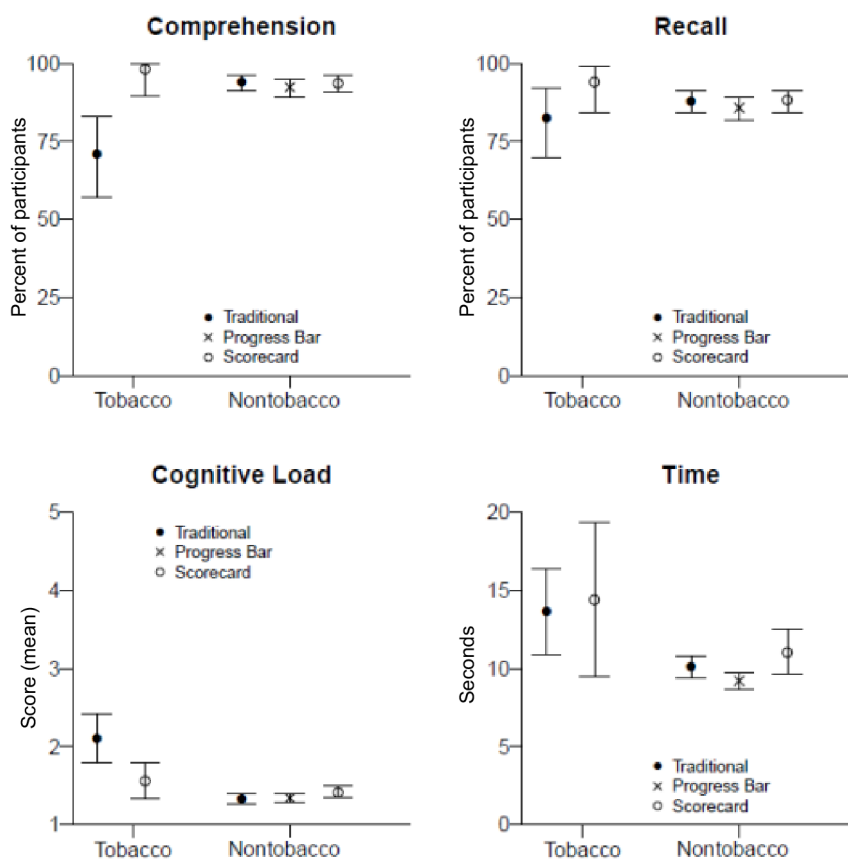 Comprehension
Percent of participants
100
75
50
25
0
Traditional
Progress Bar
Scorecard
Tobacco
Nontobacco
Recall
Percent of participants
100
75
50
25
0
Traditional
Progress Bar
Scorecard
Tobacco
Nontobacco
Cognitive Load
Score (mean)
5
4
3
2
1
Traditional
Progress Bar
Scorecard
Tobacco
Nontobacco
Time
Seconds
20
15
10
5
0
Traditional
Progress Bar
Scorecard
Tobacco
Nontobacco